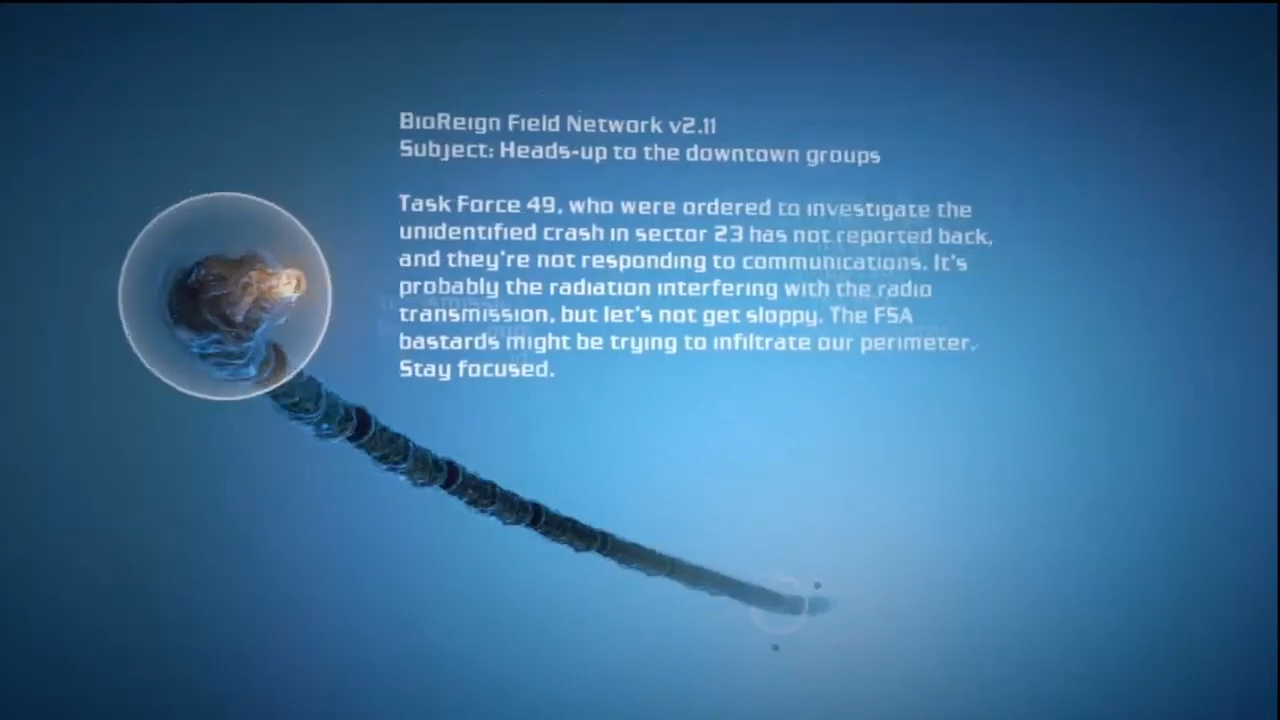 BioReign Field Network v2.11
Subject: Heads-up to the downtown groups
Task Force 49, who were ordered to investigate the
unidentified crash in sector 23 has not reported back,
and they're not responding to communications. It's
probably the radiation interfering with the radio
transmission, but let's not get sloppy. The FSA
bastards might be trying to infiltrate our perimeter.
Stay focused.